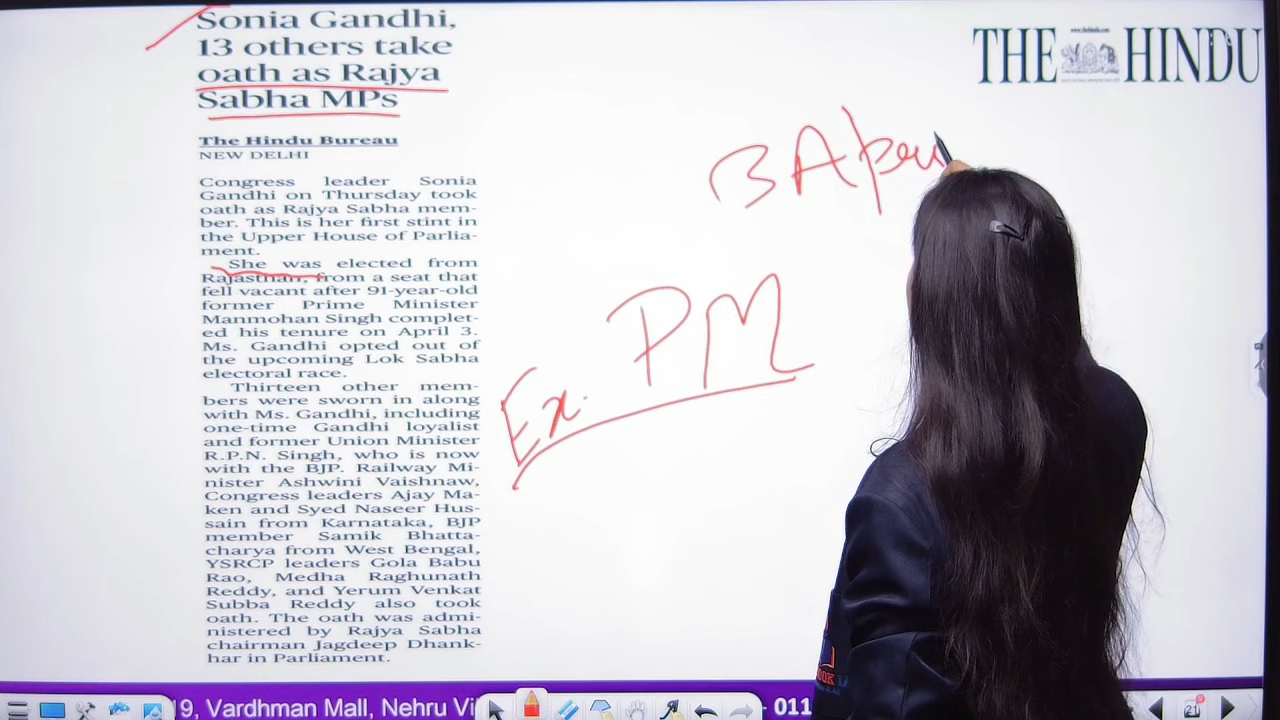 Sonia Gandhi,
13 others take
oath as Rajya
Sabha MPs
The Hindu Bureau
NEW DELHI
Congress leader Sonia
Gandhi on Thursday took
oath as Rajya Sabha mem-
ber. This is her first stint in
the Upper House of Parlia-
ment.
She was elected from
Rajasthan, from a seat that
fell vacant after 91-year-old
former Prime Minister
Manmohan Singh complet-
ed his tenure on April 3.
Ms. Gandhi opted out of
the upcoming Lok Sabha
electoral race.
Thirteen other mem-
bers were sworn in along
with Ms. Gandhi, including
one-time Gandhi loyalist
and former Union Minister
R.P.N. Singh, who is now
with the BJP. Railway Mi-
nister Ashwini Vaishnaw,
Congress leaders Ajay Ma-
ken and Syed Naseer Hus-
sain from Karnataka, BJP
member Samik Bhatta-
charya from West Bengal,
YSRCP leaders Gola Babu
Rao, Medha Raghunath
Reddy, and Yerum Venkat
Subba Reddy also took
oath. The oath was admi-
nistered by Rajya Sabha
chairman Jagdeep Dhank-
har in Parliament.
THE HINDU
3
Ex. PM
9, Vardhman Mall, Nehru Vi
011
21